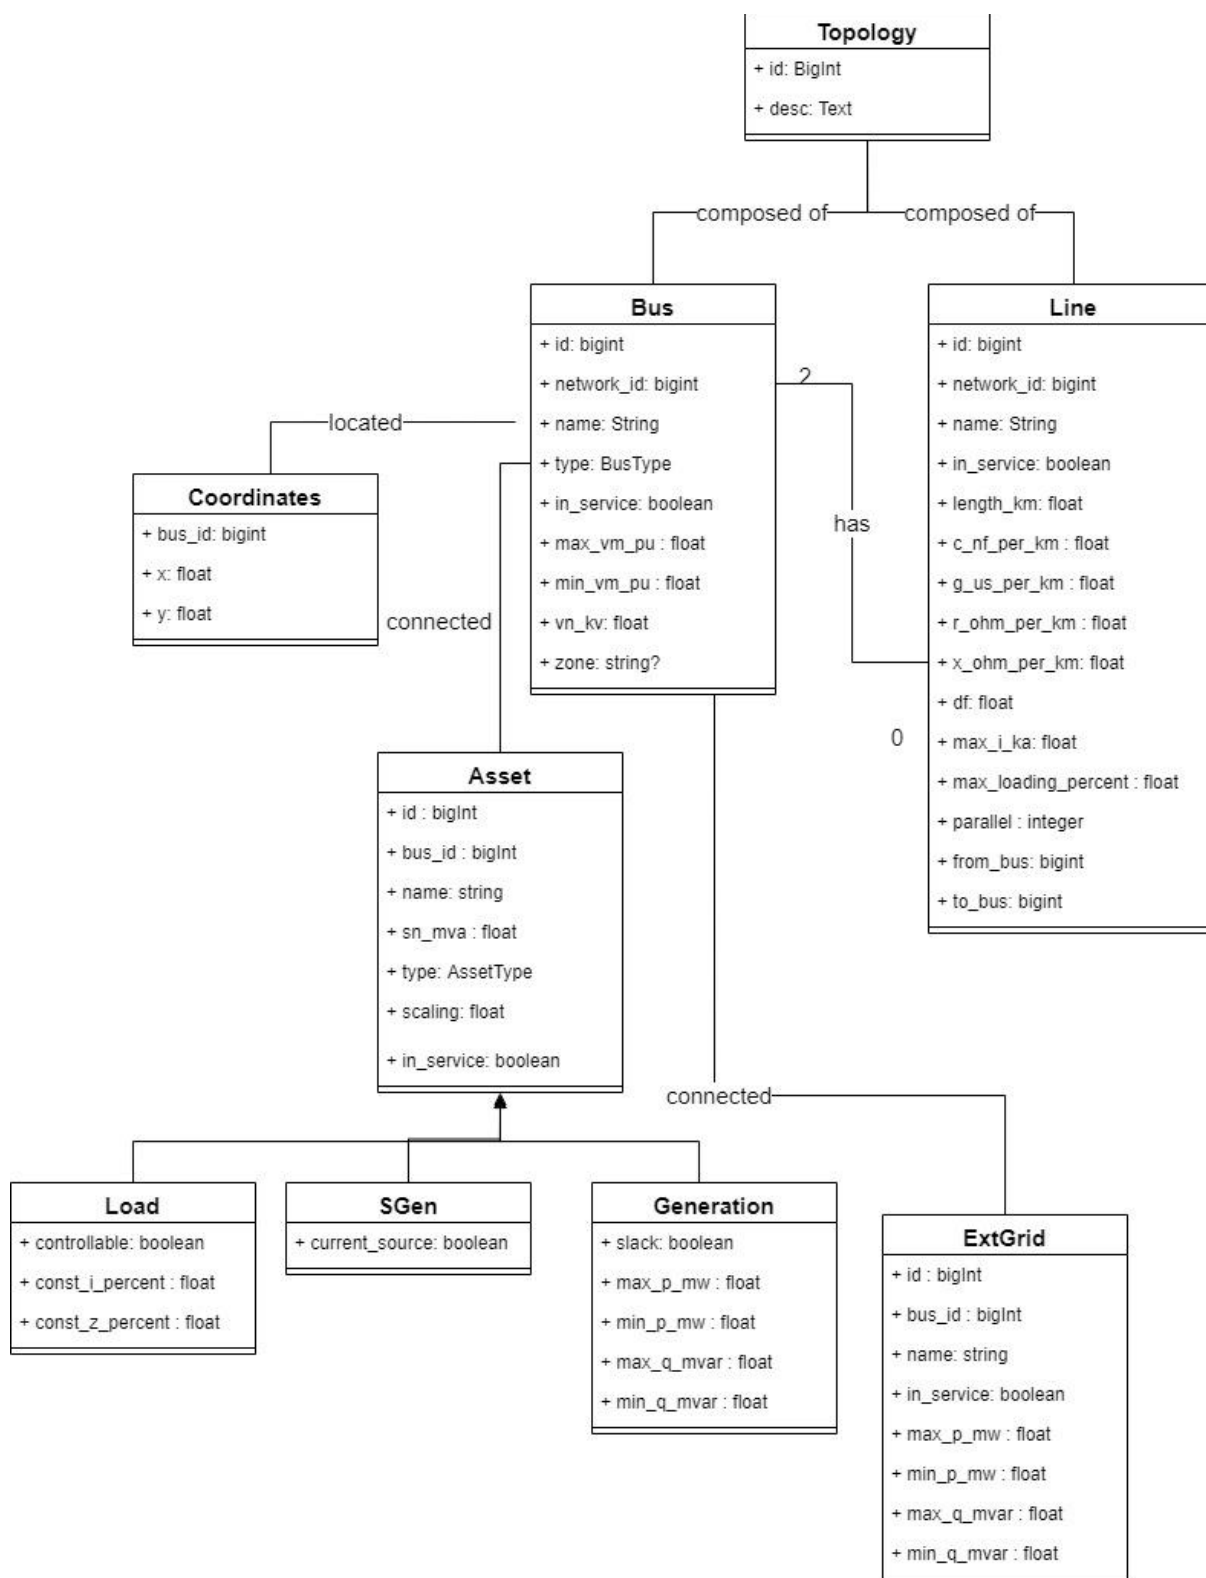 Topology
+ id: BigInt
+ desc: Text
composed of
composed of
Bus
+ id: bigint
+ network_id: bigint
+ name: String
+ type: BusType
+ in_service: boolean
+ max_vm_pu : float
+ min_vm_pu : float
+ vn_kv: float
+ zone: string?
Line
+ id: bigint
+ network_id: bigint
+ name: String
+ in_service: boolean
+ length_km: float
+ c_nf_per_km : float
+ g_us_per_km : float
+ r_ohm_per_km : float
+ x_ohm_per_km: float
+ df: float
+ max_i_ka: float
+ max_loading_percent : float
+ parallel : integer
+ from_bus: bigint
+ to_bus: bigint
2
has
0
located
Coordinates
+ bus_id: bigint
+ x: float
+ y: float
connected
Asset
+ id : bigInt
+ bus_id : bigInt
+ name: string
+ sn_mva : float
+ type: AssetType
+ scaling: float
+ in_service: boolean
connected
Load
+ controllable: boolean
+ const_i_percent : float
+ const_z_percent : float
SGen
+ current_source: boolean
Generation
+ slack: boolean
+ max_p_mw : float
+ min_p_mw : float
+ max_q_mvar : float
+ min_q_mvar : float
ExtGrid
+ id : bigInt
+ bus_id : bigInt
+ name: string
+ in_service: boolean
+ max_p_mw : float
+ min_p_mw : float
+ max_q_mvar : float
+ min_q_mvar : float